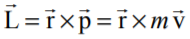 L⃗ = r⃗ × p⃗ = r⃗ × m v⃗